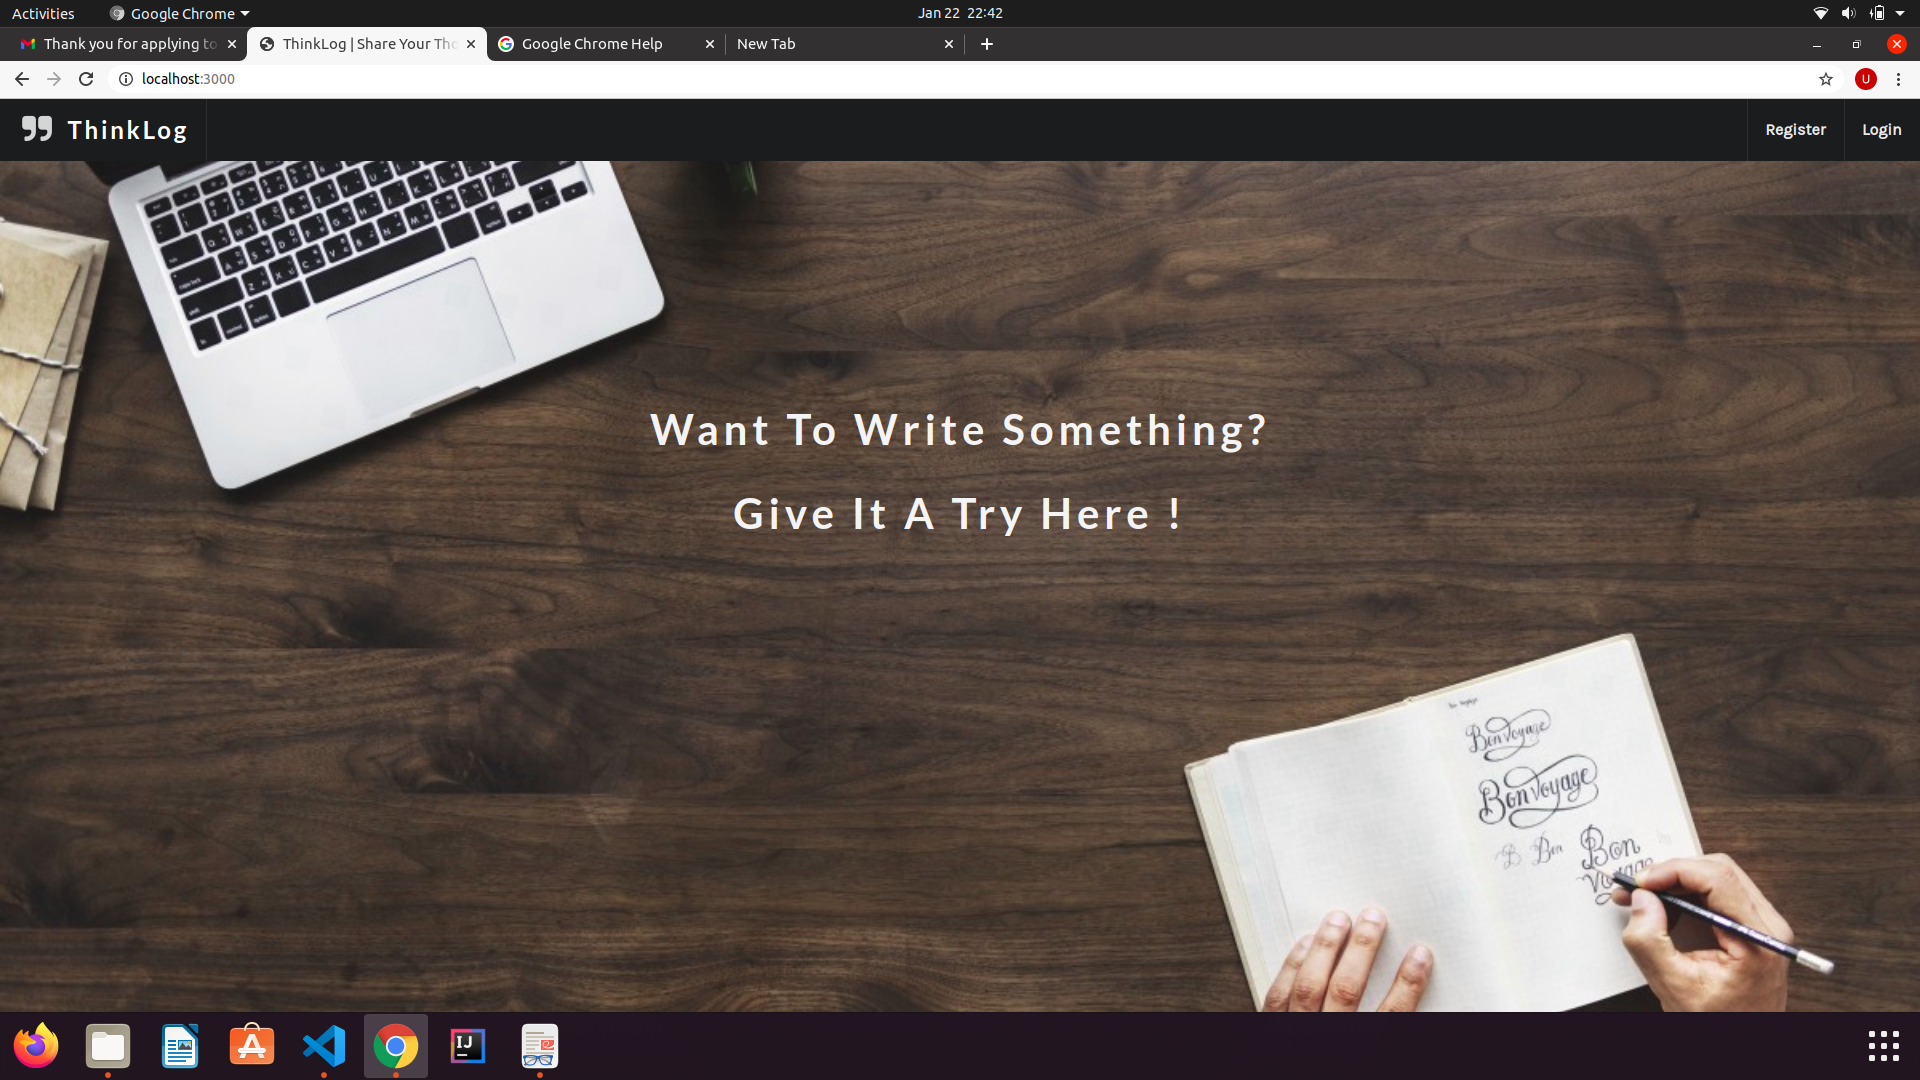 Activities
Google Chrome
Jan 22 22:42
Thank you for applying to
ThinkLog | Share Your Tho
Google Chrome Help
New Tab
localhost:3000
U
ThinkLog
Register
Login
Want To Write Something?
Give It A Try Here !
Bon Voyage
Bon Voyage
B Bon
Bon
Voyage
IJ